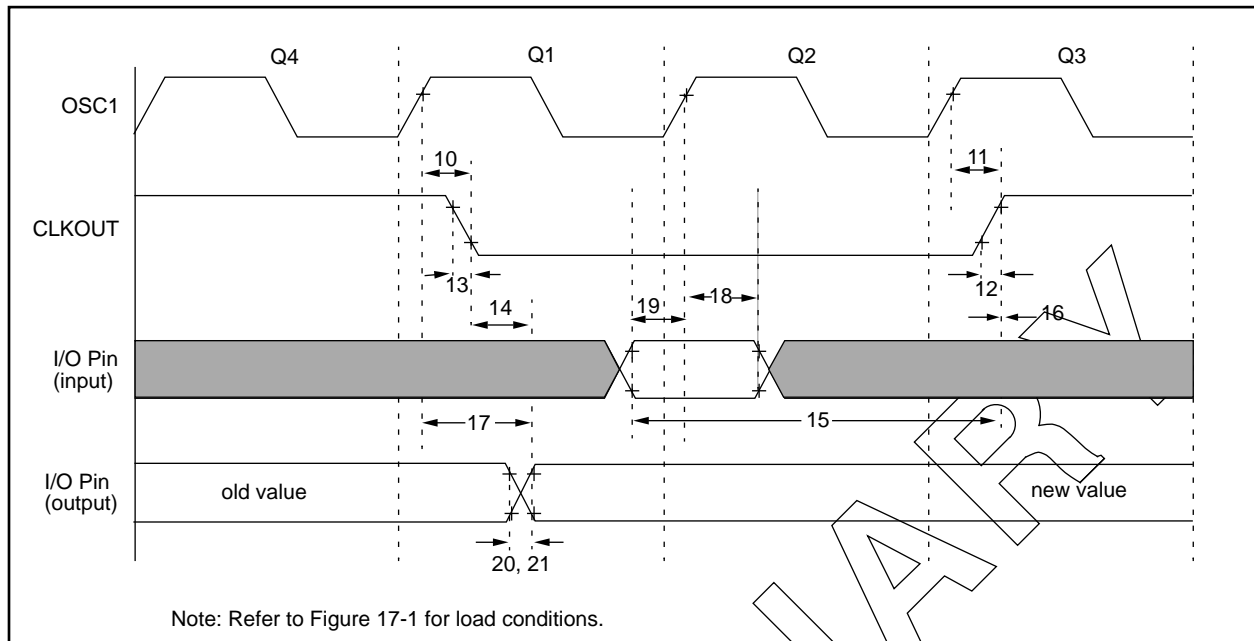 Q4 Q1 Q2 Q3
OSC1
10 11
CLKOUT
13 12
14 19 18 16
I/O Pin
(input)
17 15
I/O Pin
(output)
old value new value
20, 21
Note: Refer to Figure 17-1 for load conditions.